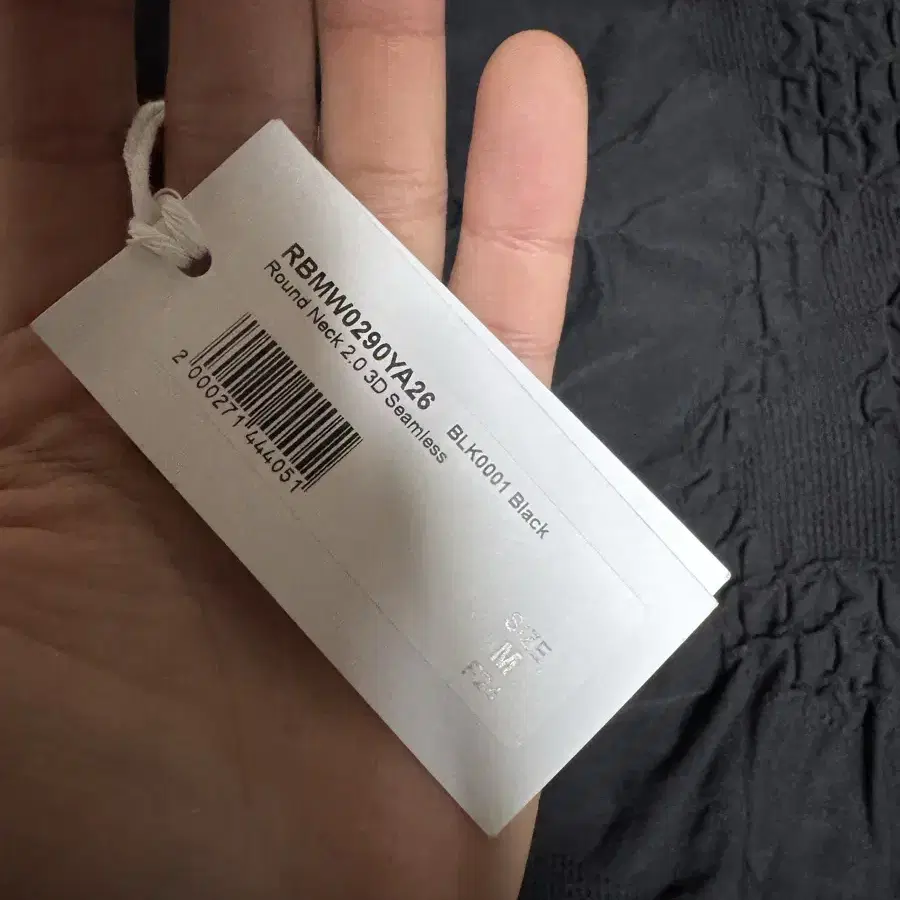 RBMW0290YA26 BLK0001 Black
Round Neck 2.0 3D Seamless
2 000271 444051
SIZE
M
F24